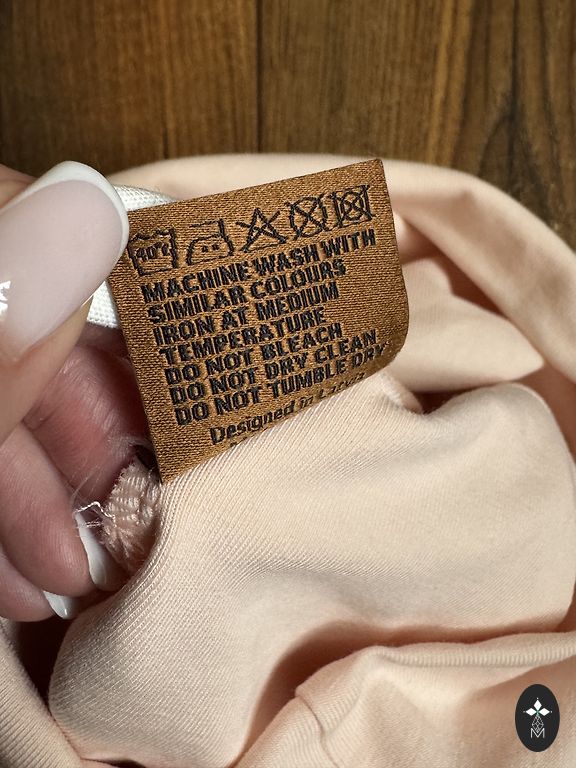 40°
MACHINE WASH WITH
SIMILAR COLOURS
IRON AT MEDIUM
TEMPERATURE
DO NOT BLEACH
DO NOT DRY CLEAN
DO NOT TUMBLE DRY
Designed in
M